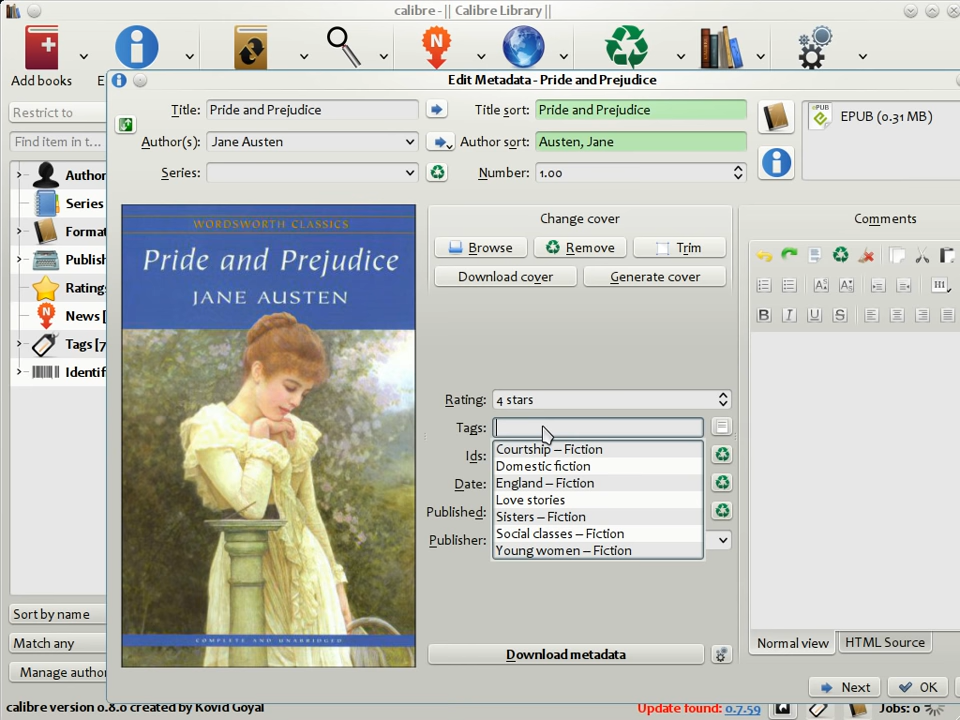 calibre - || Calibre Library ||
Add books
E
Restrict to
Find item in t...
Author
Series
Forma
Publish
Rating
News [
Tags [7
Identif
Sort by name
Match any
Manage autho
Edit Metadata - Pride and Prejudice
Title: Pride and Prejudice
Title sort: Pride and Prejudice
Author(s): Jane Austen
Author sort: Austen, Jane
Series:
Number: 1.00
EPUB
EPUB (0.31 MB)
WORDSWORTH CLASSICS
Pride and Prejudice
JANE AUSTEN
COMPLETE AND UNABRIDGED
Change cover
Browse
Remove
Trim
Download cover
Generate cover
Rating: 4 stars
Tags:
Courtship – Fiction
Domestic fiction
England – Fiction
Love stories
Sisters – Fiction
Social classes – Fiction
Young women – Fiction
Ids:
Date:
Published:
Publisher:
Download metadata
Comments
B I U S
Normal view
HTML Source
Next
OK
calibre version 0.8.0 created by Kovid Goyal
Update found: 0.7.59
Jobs: 0